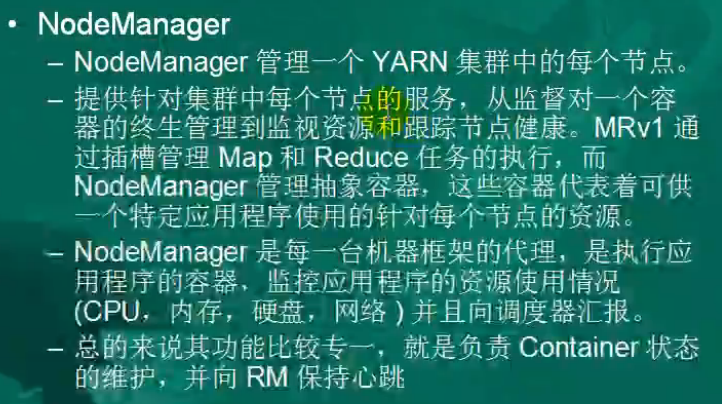 • NodeManager
– NodeManager 管理一个 YARN 集群中的每个节点。
– 提供针对集群中每个节点的服务，从监督对一个容
器的终生管理到监视资源和跟踪节点健康。MRv1 通
过插槽管理 Map 和 Reduce 任务的执行，而
NodeManager 管理抽象容器，这些容器代表着可供
一个特定应用程序使用的针对每个节点的资源。
– NodeManager 是每一台机器框架的代理，是执行应
用程序的容器，监控应用程序的资源使用情况
(CPU，内存，硬盘，网络 ) 并且向调度器汇报。
– 总的来说其功能比较专一，就是负责 Container 状态
的维护，并向 RM 保持心跳